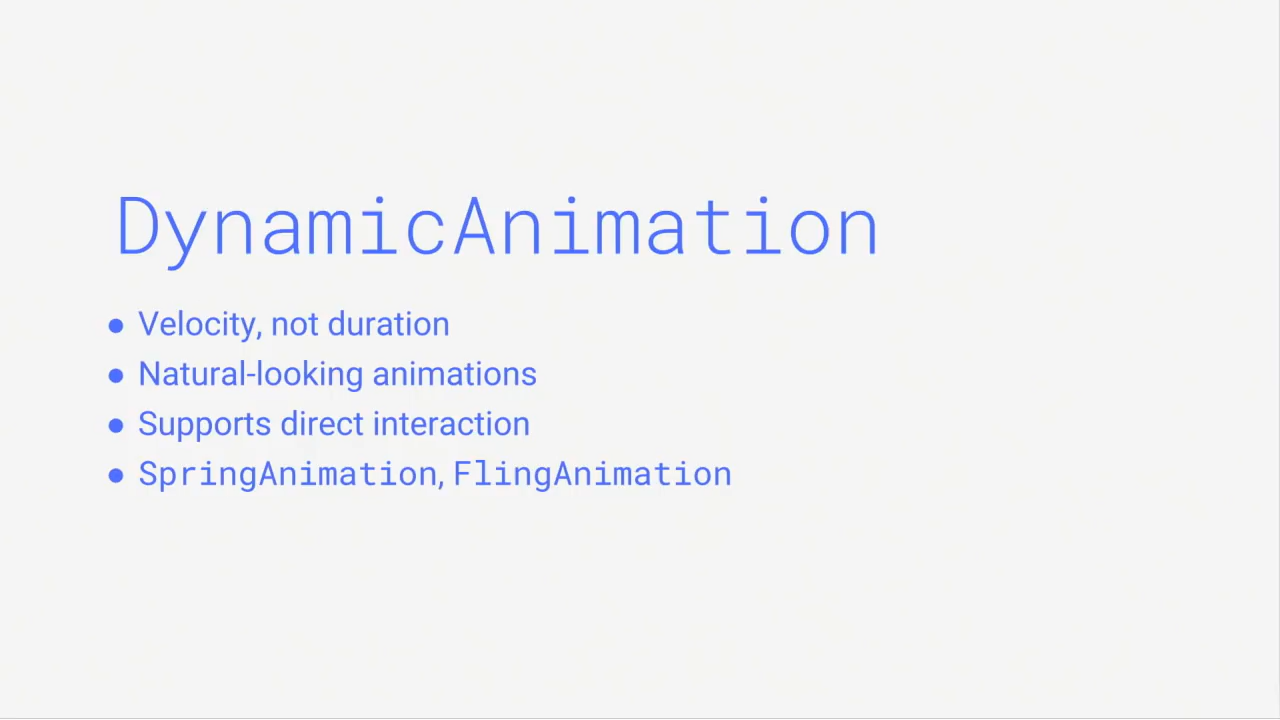 DynamicAnimation
● Velocity, not duration
● Natural-looking animations
● Supports direct interaction
● SpringAnimation, FlingAnimation